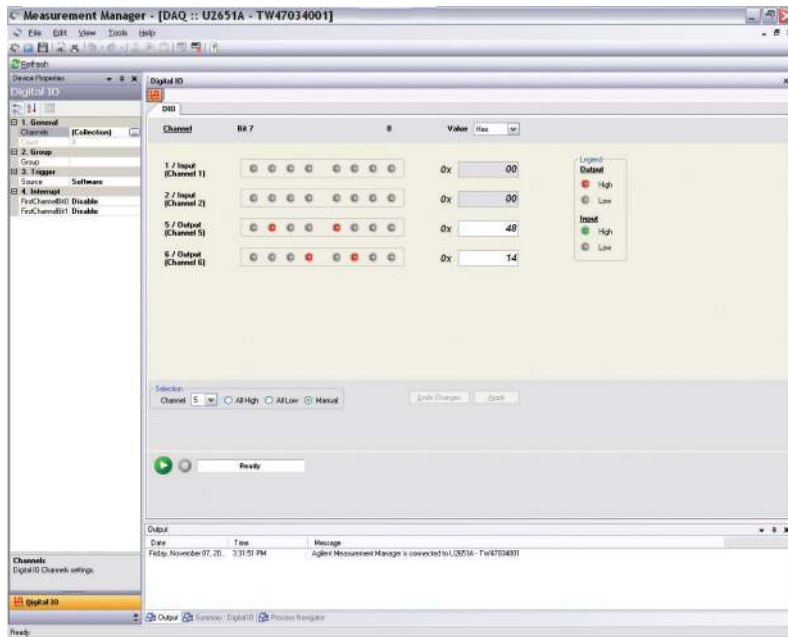 Measurement Manager - [DAQ :: U2651A - TW47034001]
File Edit View Tools Help
Refresh
Device Properties
Digital IO
1. General
Channels (Collection)
Count 8
2. Group
Group
3. Trigger
Source Software
4. Interrupt
FirstChannelBit0 Disable
FirstChannelBit1 Disable
Channels
Digital IO Channels settings.
Digital IO
Digital IO
DIO
Channel Bit 7 0 Value Hex
1 / Input
(Channel 1)
0x 00
2 / Input
(Channel 2)
0x 00
5 / Output
(Channel 5)
0x 48
6 / Output
(Channel 6)
0x 14
Legend
Output
High
Low
Input
High
Low
Selection
Channel 5 All High All Low Manual
Undo Changes Apply
Ready
Output
Date Time Message
Friday, November 07, 20... 3:31:51 PM Agilent Measurement Manager is connected to U2651A - TW47034001
Output Summary : Digital IO Process Navigator
Ready